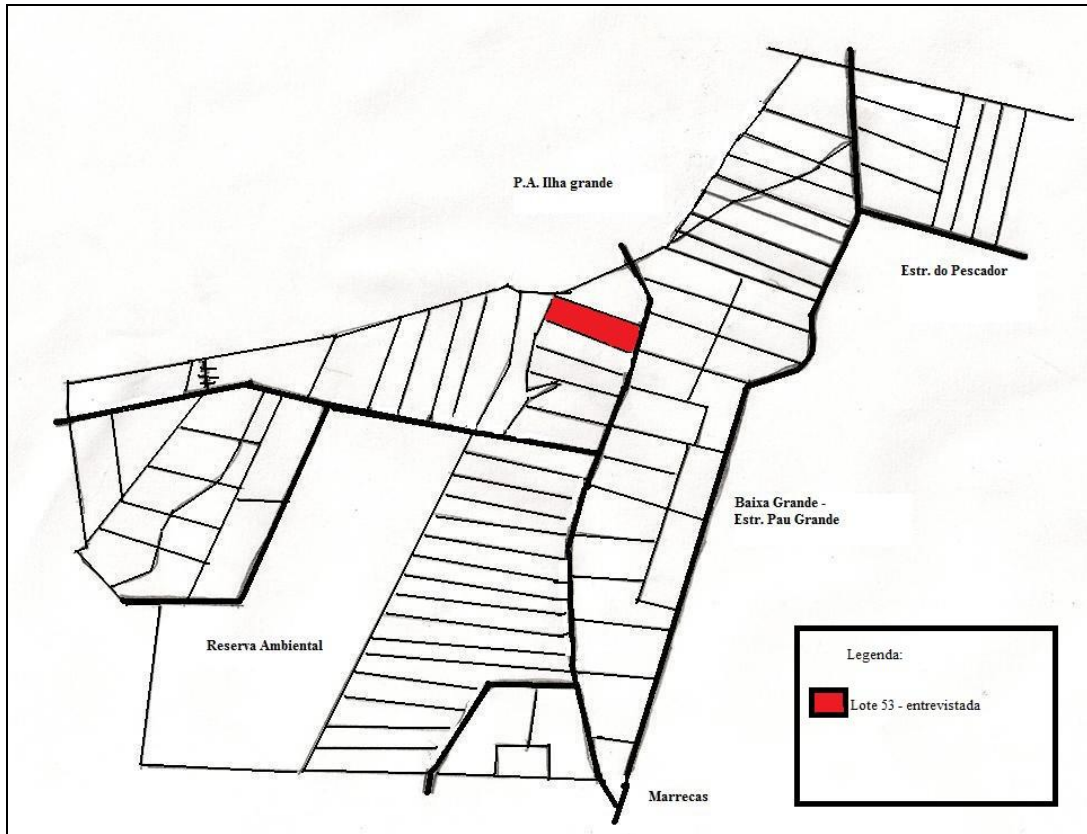 P.A. Ilha grande
Estr. do Pescador
Baixa Grande -
Estr. Pau Grande
Reserva Ambiental
Legenda:
Lote 53 - entrevistada
Marrecas